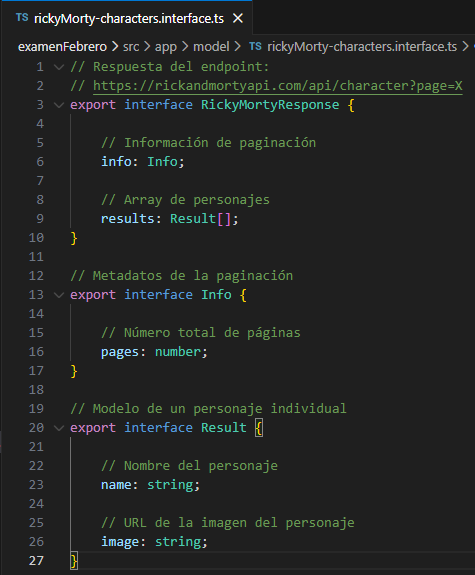 TS rickyMorty-characters.interface.ts ×
examenFebrero > src > app > model > TS rickyMorty-characters.interface.ts > ...
1 // Respuesta del endpoint:
2 // https://rickandmortyapi.com/api/character?page=X
3 export interface RickyMortyResponse {
4
5 // Información de paginación
6 info: Info;
7
8 // Array de personajes
9 results: Result[];
10 }
11
12 // Metadatos de la paginación
13 export interface Info {
14
15 // Número total de páginas
16 pages: number;
17 }
18
19 // Modelo de un personaje individual
20 export interface Result {
21
22 // Nombre del personaje
23 name: string;
24
25 // URL de la imagen del personaje
26 image: string;
27 }